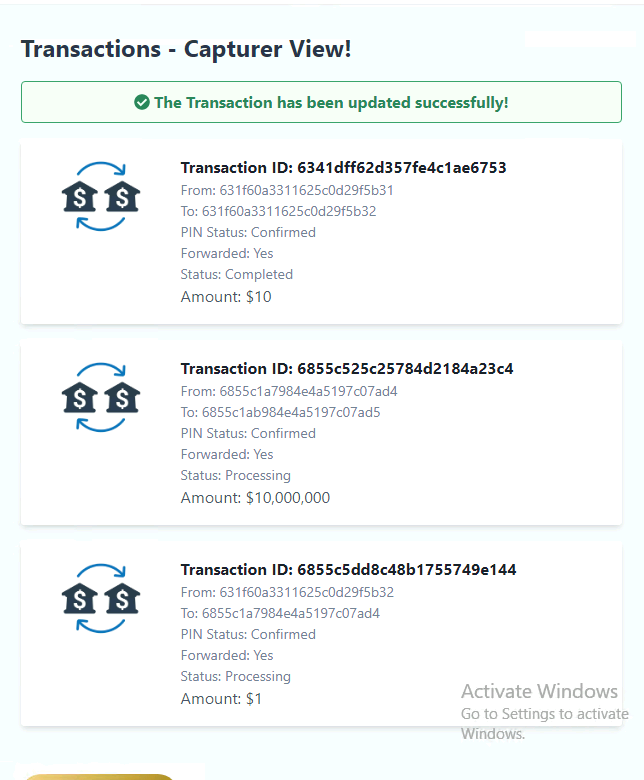 Transactions - Capturer View!
The Transaction has been updated successfully!
Transaction ID: 6341dff62d357fe4c1ae6753
From: 631f60a3311625c0d29f5b31
To: 631f60a3311625c0d29f5b32
PIN Status: Confirmed
Forwarded: Yes
Status: Completed
Amount: $10
Transaction ID: 6855c525c25784d2184a23c4
From: 6855c1a7984e4a5197c07ad4
To: 6855c1ab984e4a5197c07ad5
PIN Status: Confirmed
Forwarded: Yes
Status: Processing
Amount: $10,000,000
Transaction ID: 6855c5dd8c48b1755749e144
From: 631f60a3311625c0d29f5b32
To: 6855c1a7984e4a5197c07ad4
PIN Status: Confirmed
Forwarded: Yes
Status: Processing
Amount: $1
Activate Windows
Go to Settings to activate
Windows.